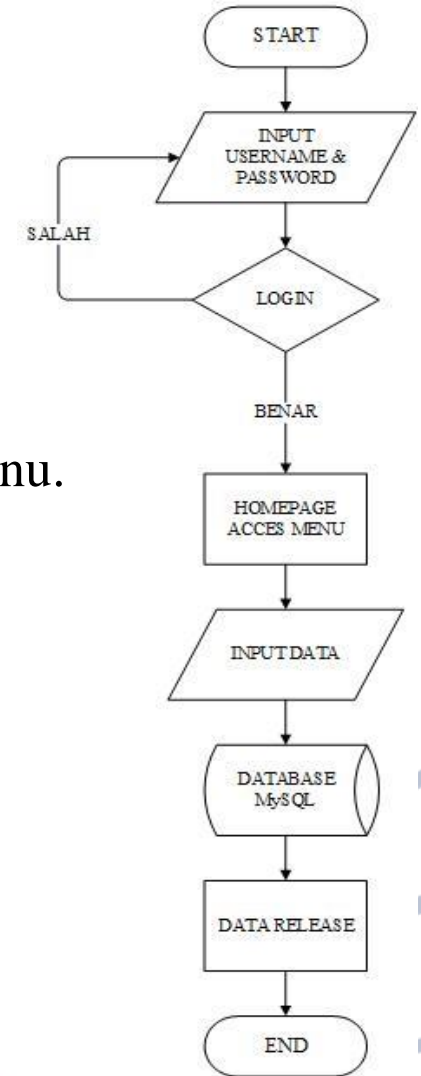 START
INPUT
USERNAME &
PASSWORD
SALAH
LOGIN
BENAR
nu.
HOMEPAGE
ACCES MENU
INPUT DATA
DATABASE
MySQL
DATA RELEASE
END